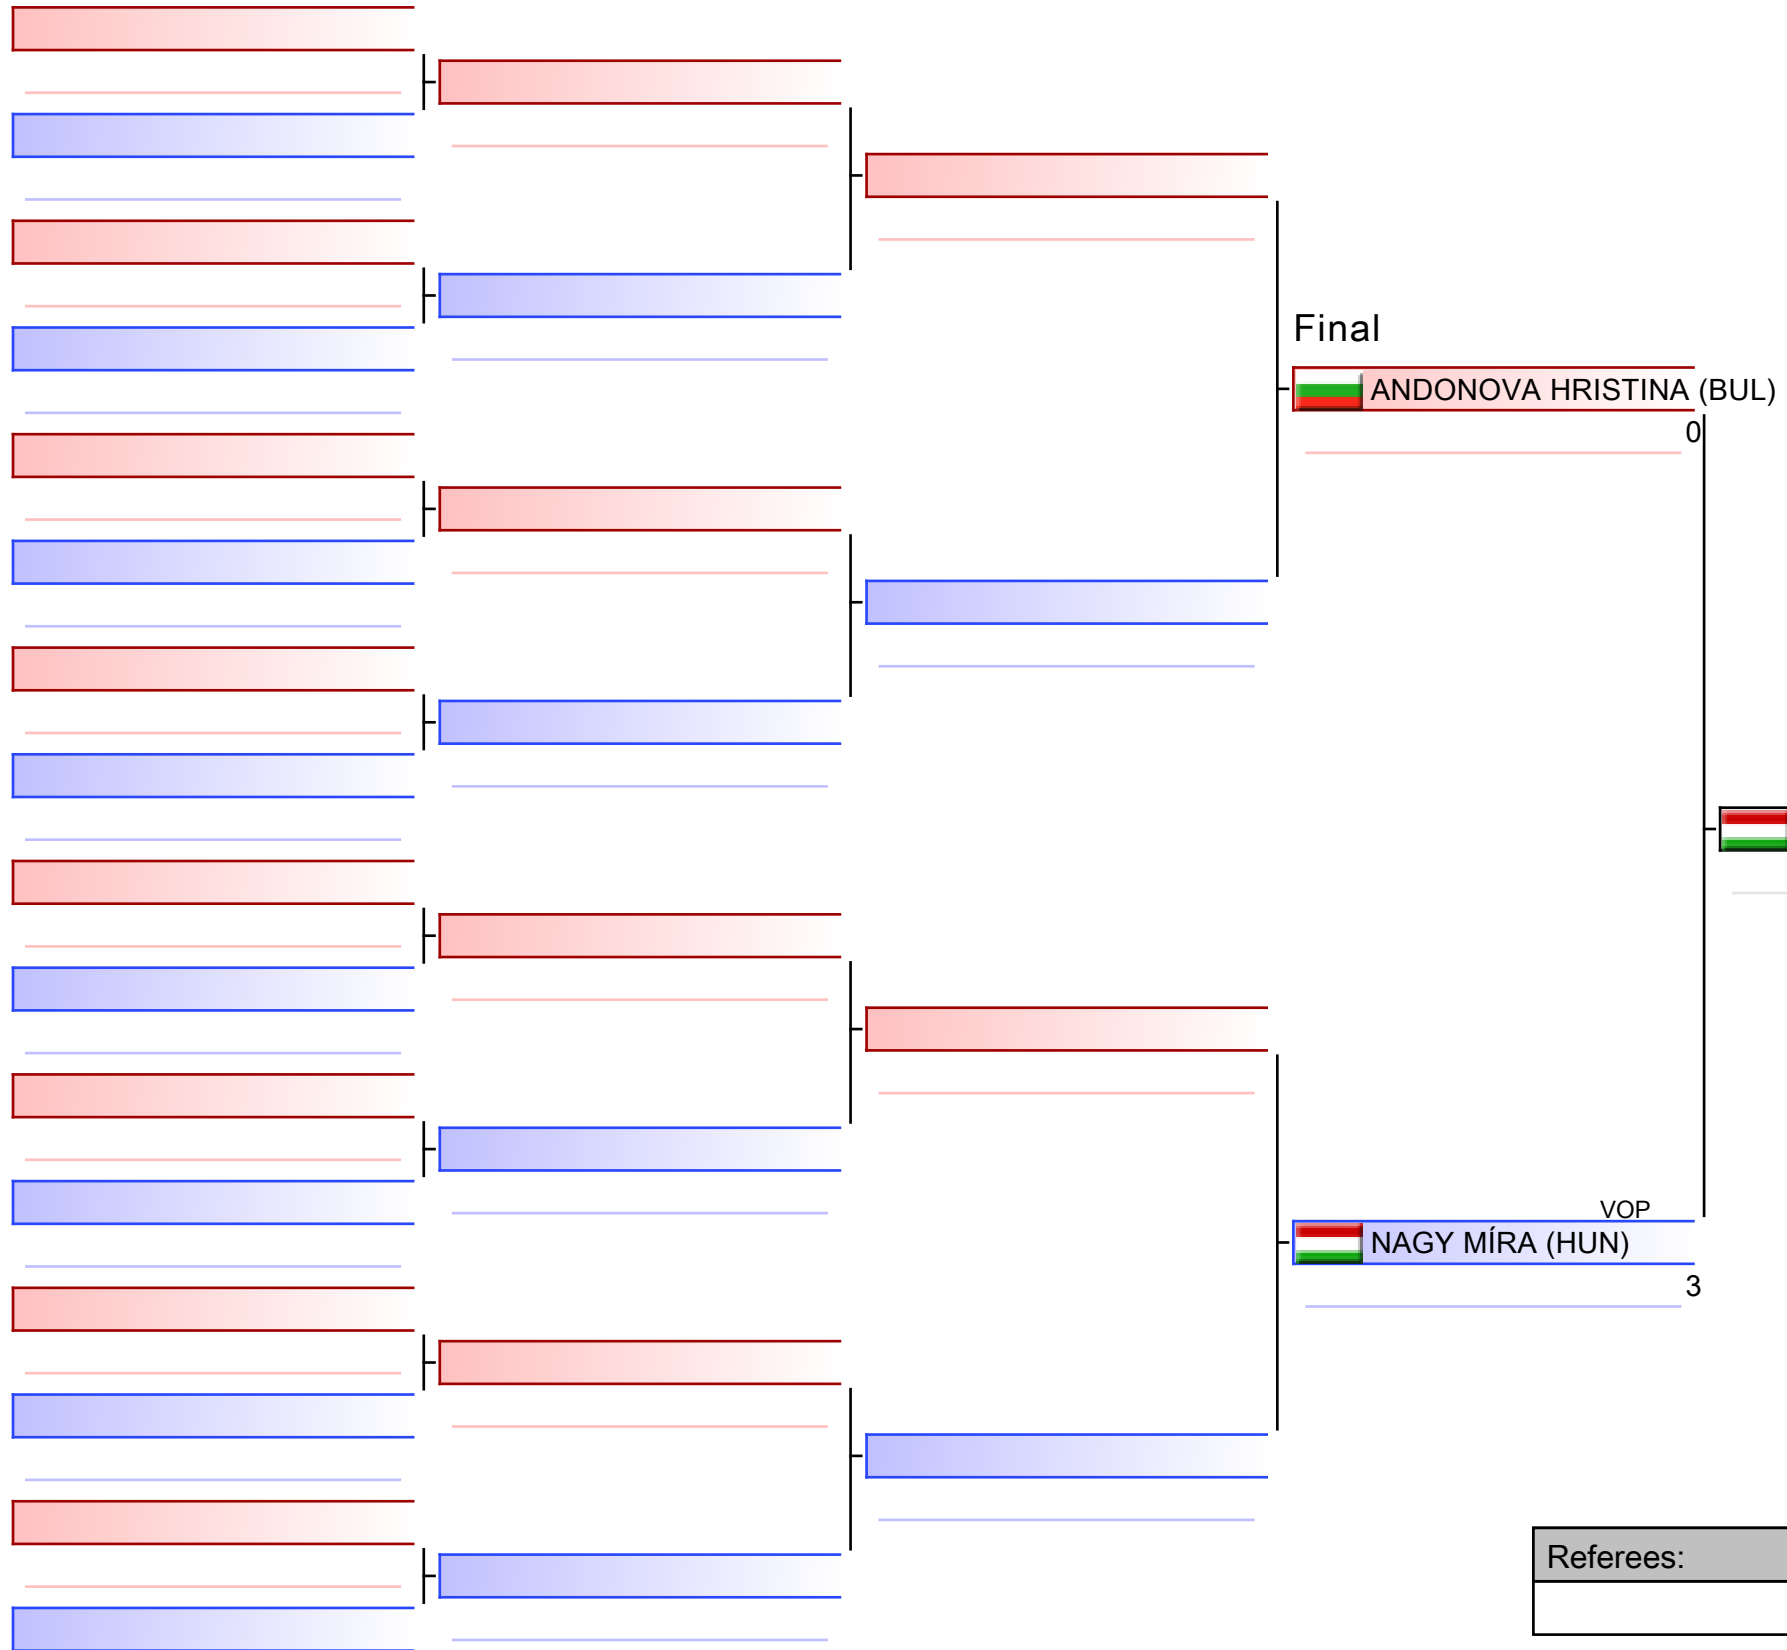 Final
ANDONOVA HRISTINA (BUL)
0
VOP
NAGY MÍRA (HUN)
3
Referees: